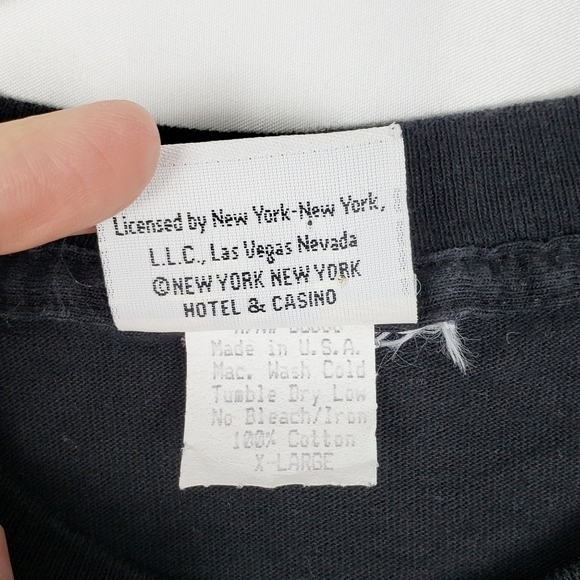 Licensed by New York-New York,
L.L.C., Las Vegas Nevada
©NEW YORK NEW YORK
HOTEL & CASINO
Made in U.S.A.
Mac. Wash Cold
Tumble Dry Low
No Bleach/Iron
100% Cotton
X-LARGE